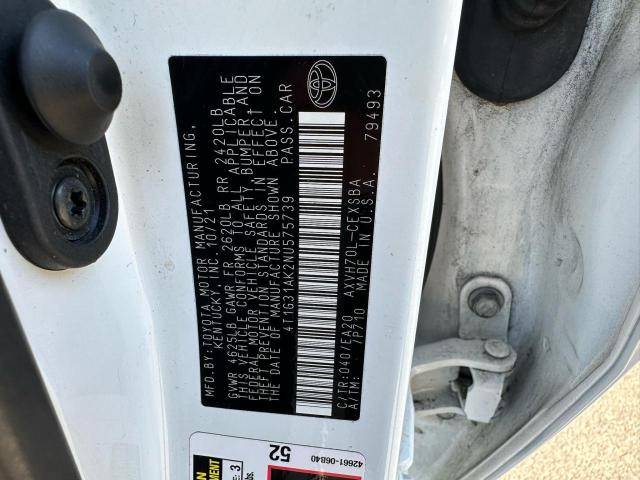 MFD.BY:TOYOTA MOTOR MANUFACTURING,
KENTUCKY, INC. 10/21
GVWR 4625LB GAWR FR 2620LB RR 2420LB
THIS VEHICLE CONFORMS TO ALL APPLICABLE
FEDERAL MOTOR VEHICLE SAFETY, BUMPER, AND
THEFT PREVENTION STANDARDS IN EFFECT ON
THE DATE OF MANUFACTURE SHOWN ABOVE.
4T1G31AK2NU575739 PASS.CAR
C/TR:040/EA20 AXVH70L-CEXSBA
A/TM: 7P710 MADE IN U.S.A. 79493
42661-06B40
52
3